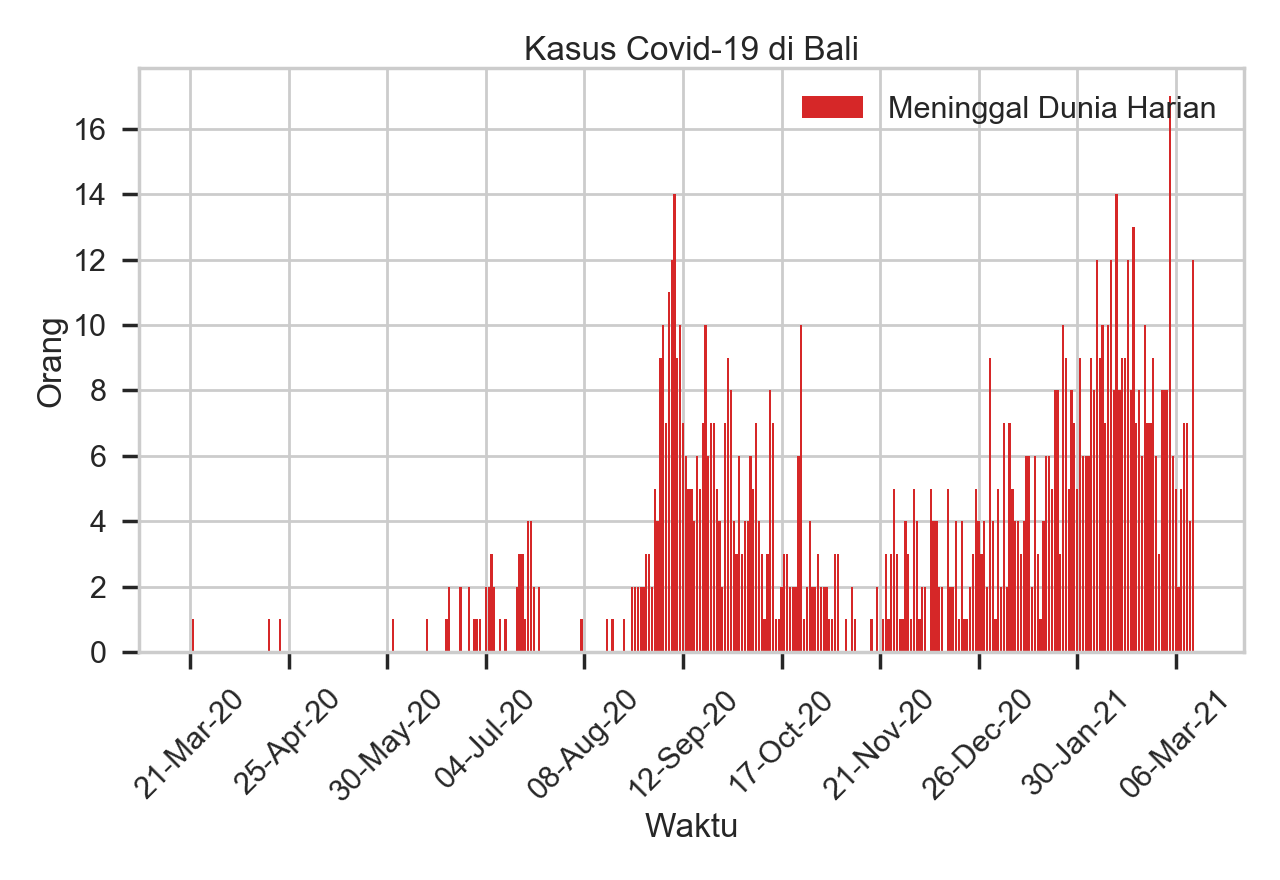 Kasus Covid-19 di Bali
Meninggal Dunia Harian
Orang
16
14
12
10
8
6
4
2
0
21-Mar-20
25-Apr-20
30-May-20
04-Jul-20
08-Aug-20
12-Sep-20
17-Oct-20
21-Nov-20
26-Dec-20
30-Jan-21
06-Mar-21
Waktu